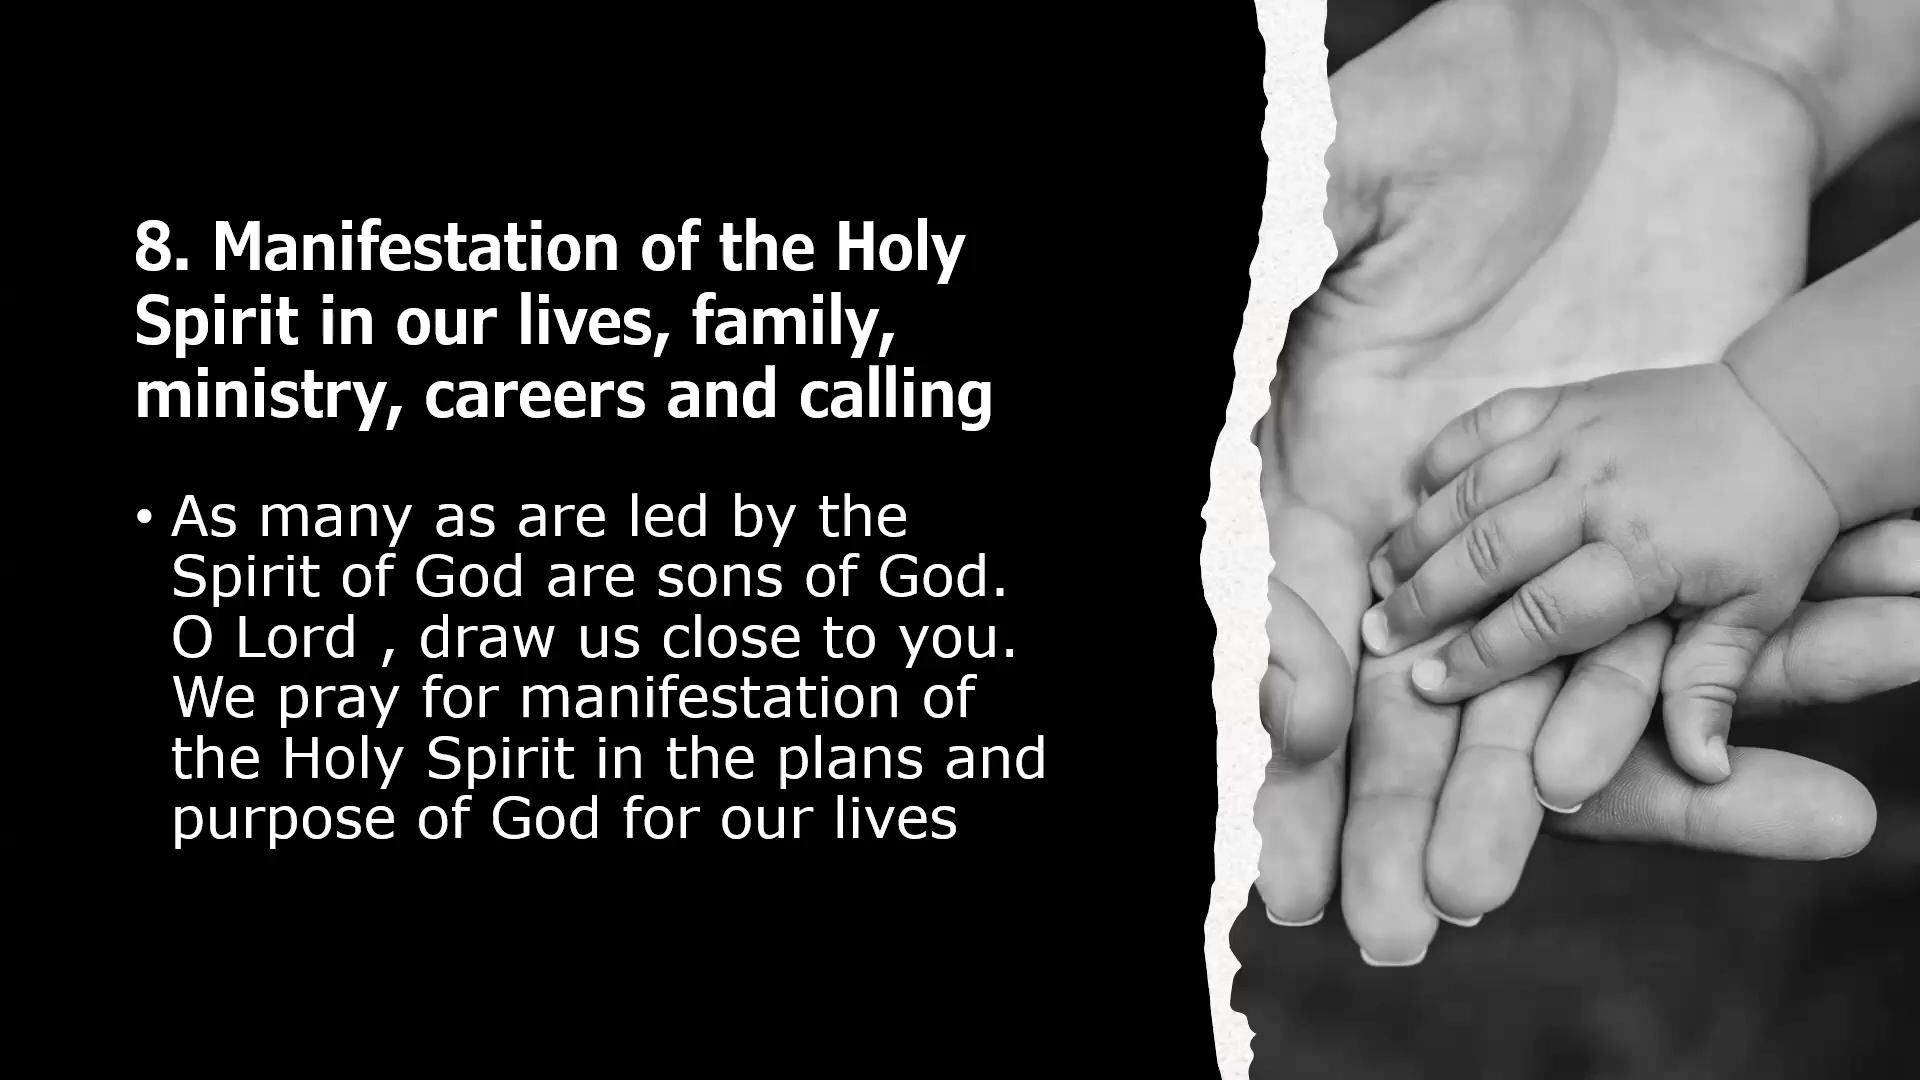 8. Manifestation of the Holy
Spirit in our lives, family,
ministry, careers and calling
• As many as are led by the
Spirit of God are sons of God.
O Lord , draw us close to you.
We pray for manifestation of
the Holy Spirit in the plans and
purpose of God for our lives